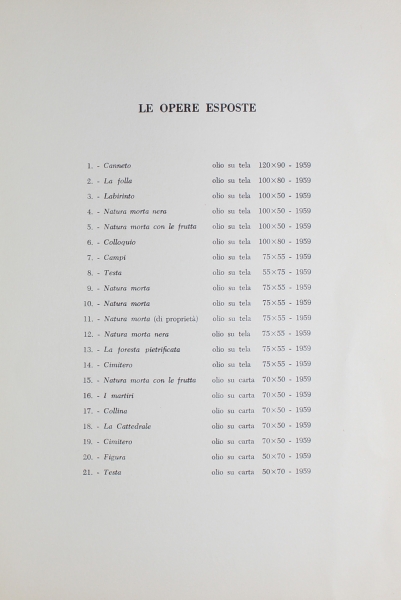 LE OPERE ESPOSTE
1. - Canneto olio su tela 120×90 - 1959
2. - La folla olio su tela 100×80 - 1959
3. - Labirinto olio su tela 100×50 - 1959
4. - Natura morta nera olio su tela 100×50 - 1959
5. - Natura morta con le frutta olio su tela 100×50 - 1959
6. - Colloquio olio su tela 100×80 - 1959
7. - Campi olio su tela 75×55 - 1959
8. - Testa olio su tela 55×75 - 1959
9. - Natura morta olio su tela 75×55 - 1959
10. - Natura morta olio su tela 75×55 - 1959
11. - Natura morta (di proprietà) olio su tela 75×55 - 1959
12. - Natura morta nera olio su tela 75×55 - 1959
13. - La foresta pietrificata olio su tela 75×55 - 1959
14. - Cimitero olio su tela 75×55 - 1959
15. - Natura morta con le frutta olio su carta 70×50 - 1959
16. - I martiri olio su carta 70×50 - 1959
17. - Collina olio su carta 70×50 - 1959
18. - La Cattedrale olio su carta 70×50 - 1959
19. - Cimitero olio su carta 70×50 - 1959
20. - Figura olio su carta 50×70 - 1959
21. - Testa olio su carta 50×70 - 1959